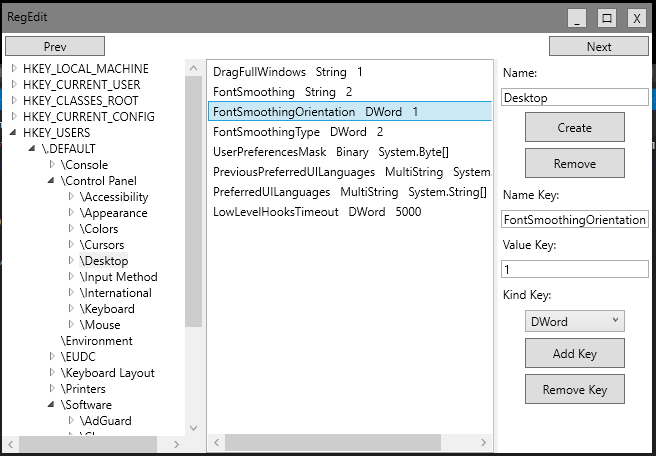 RegEdit
Prev
Next
HKEY_LOCAL_MACHINE
HKEY_CURRENT_USER
HKEY_CLASSES_ROOT
HKEY_CURRENT_CONFIG
HKEY_USERS
\.DEFAULT
\Console
\Control Panel
\Accessibility
\Appearance
\Colors
\Cursors
\Desktop
\Input Method
\International
\Keyboard
\Mouse
\Environment
\EUDC
\Keyboard Layout
\Printers
\Software
\AdGuard
DragFullWindows String 1
FontSmoothing String 2
FontSmoothingOrientation DWord 1
FontSmoothingType DWord 2
UserPreferencesMask Binary System.Byte[]
PreviousPreferredUILanguages MultiString
PreferredUILanguages MultiString System.String[]
LowLevelHooksTimeout DWord 5000
Name:
Desktop
Create
Remove
Name Key:
FontSmoothingOrientation
Value Key:
1
Kind Key:
DWord
Add Key
Remove Key